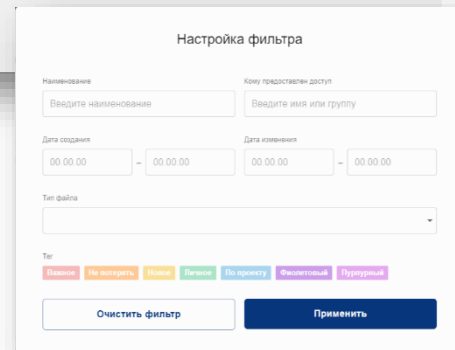 Настройка фильтра
Наименование Кому предоставлен доступ
Введите наименование Введите имя или группу
Дата создания Дата изменения
00.00.00 – 00.00.00 00.00.00 – 00.00.00
Тип файла
Тег
Важное Не потерять Новое Личное По проекту Фиолетовый Пурпурный
Очистить фильтр Применить